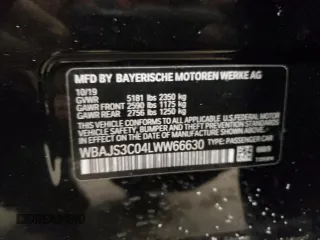 MFD BY BAYERISCHE MOTOREN WERKE AG
10/19
GVWR 5181 lbs 2350 kg
GAWR FRONT 2590 lbs 1175 kg
GAWR REAR 2756 lbs 1250 kg
THIS VEHICLE CONFORMS TO ALL APPLICABLE U.S. FEDERAL MOTOR
VEHICLE SAFETY, BUMPER, AND THEFT PREVENTION STANDARDS
IN EFFECT ON THE DATE OF MANUFACTURE SHOWN ABOVE.
WBAJS3C04LWW66630 TYPE: PASSENGER CAR